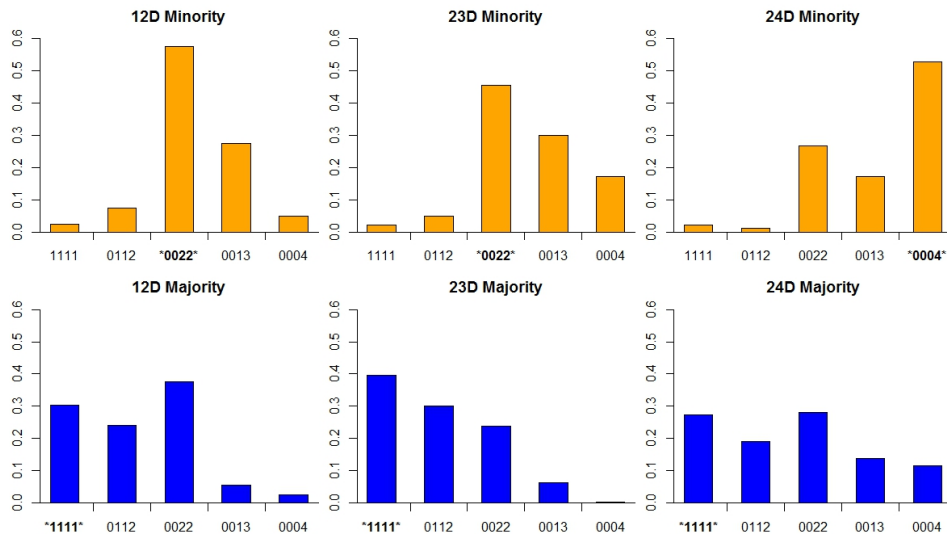 12D Minority
0.0 0.1 0.2 0.3 0.4 0.5 0.6
1111 0112 *0022* 0013 0004
23D Minority
0.0 0.1 0.2 0.3 0.4 0.5 0.6
1111 0112 *0022* 0013 0004
24D Minority
0.0 0.1 0.2 0.3 0.4 0.5 0.6
1111 0112 0022 0013 *0004*
12D Majority
0.0 0.1 0.2 0.3 0.4 0.5 0.6
*1111* 0112 0022 0013 0004
23D Majority
0.0 0.1 0.2 0.3 0.4 0.5 0.6
*1111* 0112 0022 0013 0004
24D Majority
0.0 0.1 0.2 0.3 0.4 0.5 0.6
*1111* 0112 0022 0013 0004